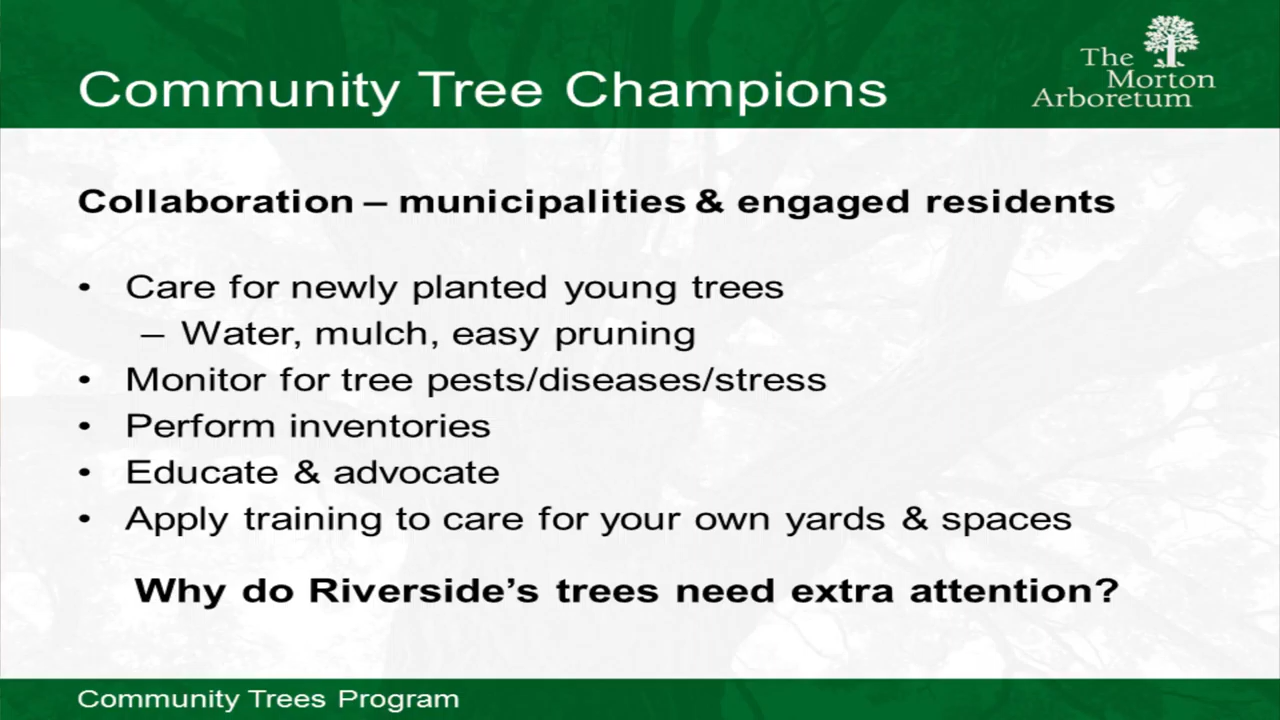 Community Tree Champions
The
Morton
Arboretum
Collaboration – municipalities & engaged residents
• Care for newly planted young trees
– Water, mulch, easy pruning
• Monitor for tree pests/diseases/stress
• Perform inventories
• Educate & advocate
• Apply training to care for your own yards & spaces
Why do Riverside’s trees need extra attention?
Community Trees Program